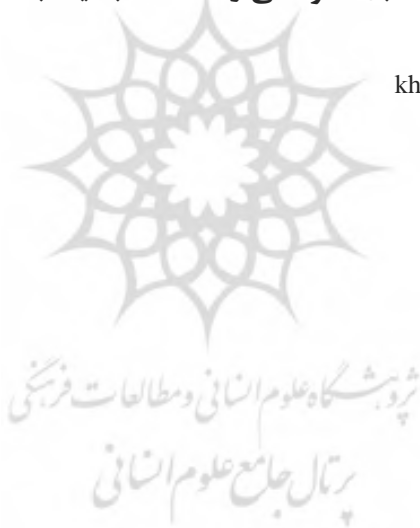 kh
پژوهشگاه علوم انسانی و مطالعات فرهنگی
پرتال جامع علوم انسانی